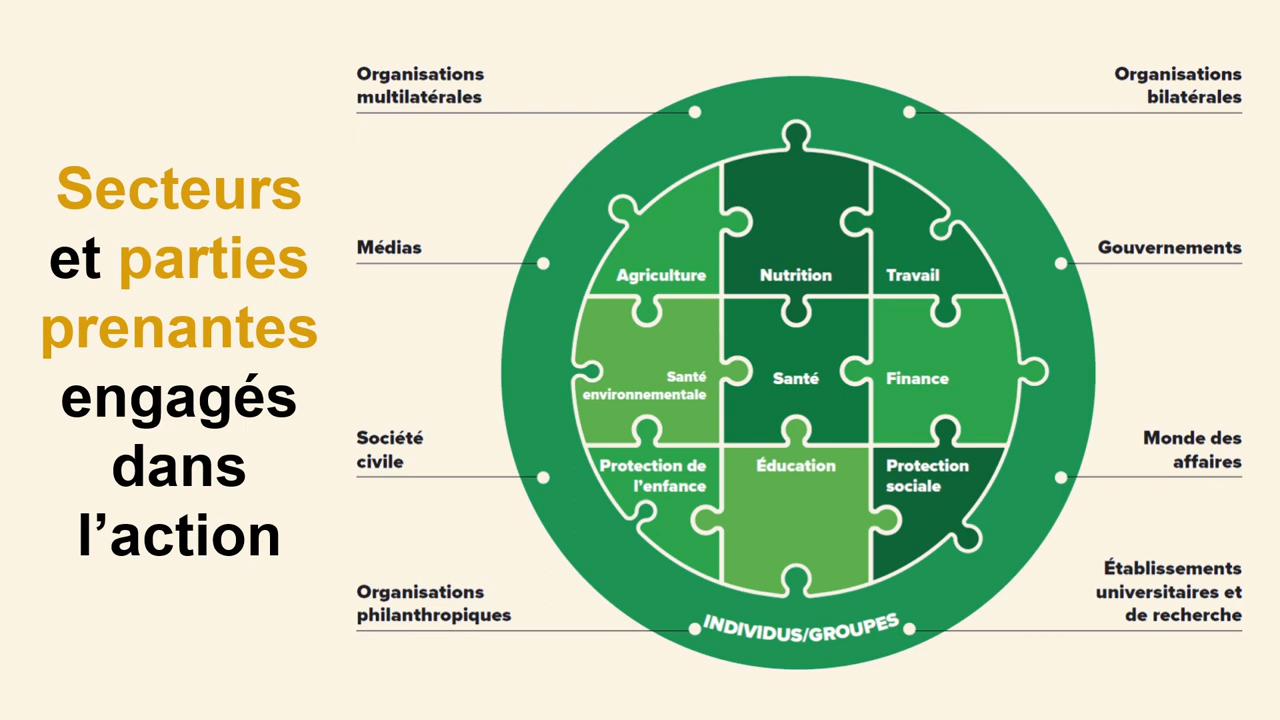 Secteurs
et parties
prenantes
engagés
dans
l’action
Organisations
multilatérales
Médias
Société
civile
Organisations
philanthropiques
Organisations
bilatérales
Gouvernements
Monde des
affaires
Établissements
universitaires et
de recherche
Agriculture
Nutrition
Travail
Santé
environnementale
Santé
Finance
Protection de
l’enfance
Éducation
Protection
sociale
INDIVIDUS/GROUPES